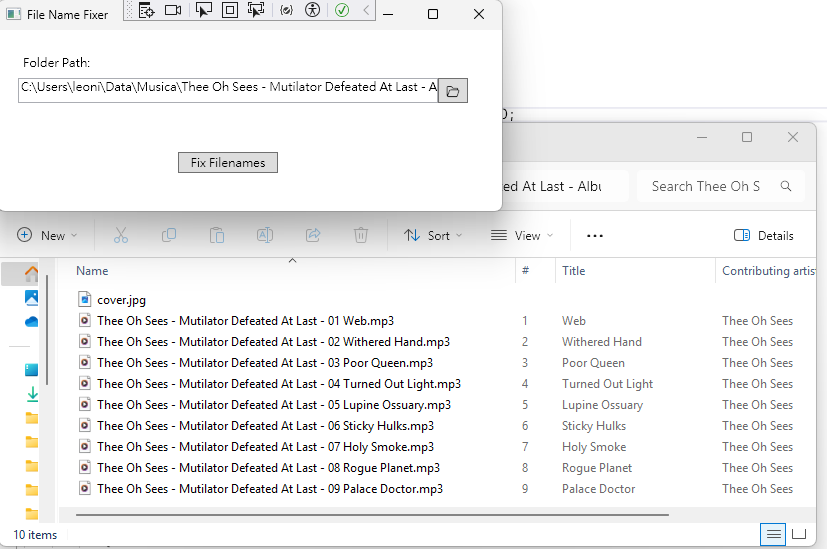 File Name Fixer
Folder Path:
C:\Users\leoni\Data\Musica\Thee Oh Sees - Mutilator Defeated At Last - A
Fix Filenames
);
ed At Last - Albu
Search Thee Oh S
New
Sort
View
Details
Name # Title Contributing artis
cover.jpg
Thee Oh Sees - Mutilator Defeated At Last - 01 Web.mp3 1 Web Thee Oh Sees
Thee Oh Sees - Mutilator Defeated At Last - 02 Withered Hand.mp3 2 Withered Hand Thee Oh Sees
Thee Oh Sees - Mutilator Defeated At Last - 03 Poor Queen.mp3 3 Poor Queen Thee Oh Sees
Thee Oh Sees - Mutilator Defeated At Last - 04 Turned Out Light.mp3 4 Turned Out Light Thee Oh Sees
Thee Oh Sees - Mutilator Defeated At Last - 05 Lupine Ossuary.mp3 5 Lupine Ossuary Thee Oh Sees
Thee Oh Sees - Mutilator Defeated At Last - 06 Sticky Hulks.mp3 6 Sticky Hulks Thee Oh Sees
Thee Oh Sees - Mutilator Defeated At Last - 07 Holy Smoke.mp3 7 Holy Smoke Thee Oh Sees
Thee Oh Sees - Mutilator Defeated At Last - 08 Rogue Planet.mp3 8 Rogue Planet Thee Oh Sees
Thee Oh Sees - Mutilator Defeated At Last - 09 Palace Doctor.mp3 9 Palace Doctor Thee Oh Sees
10 items